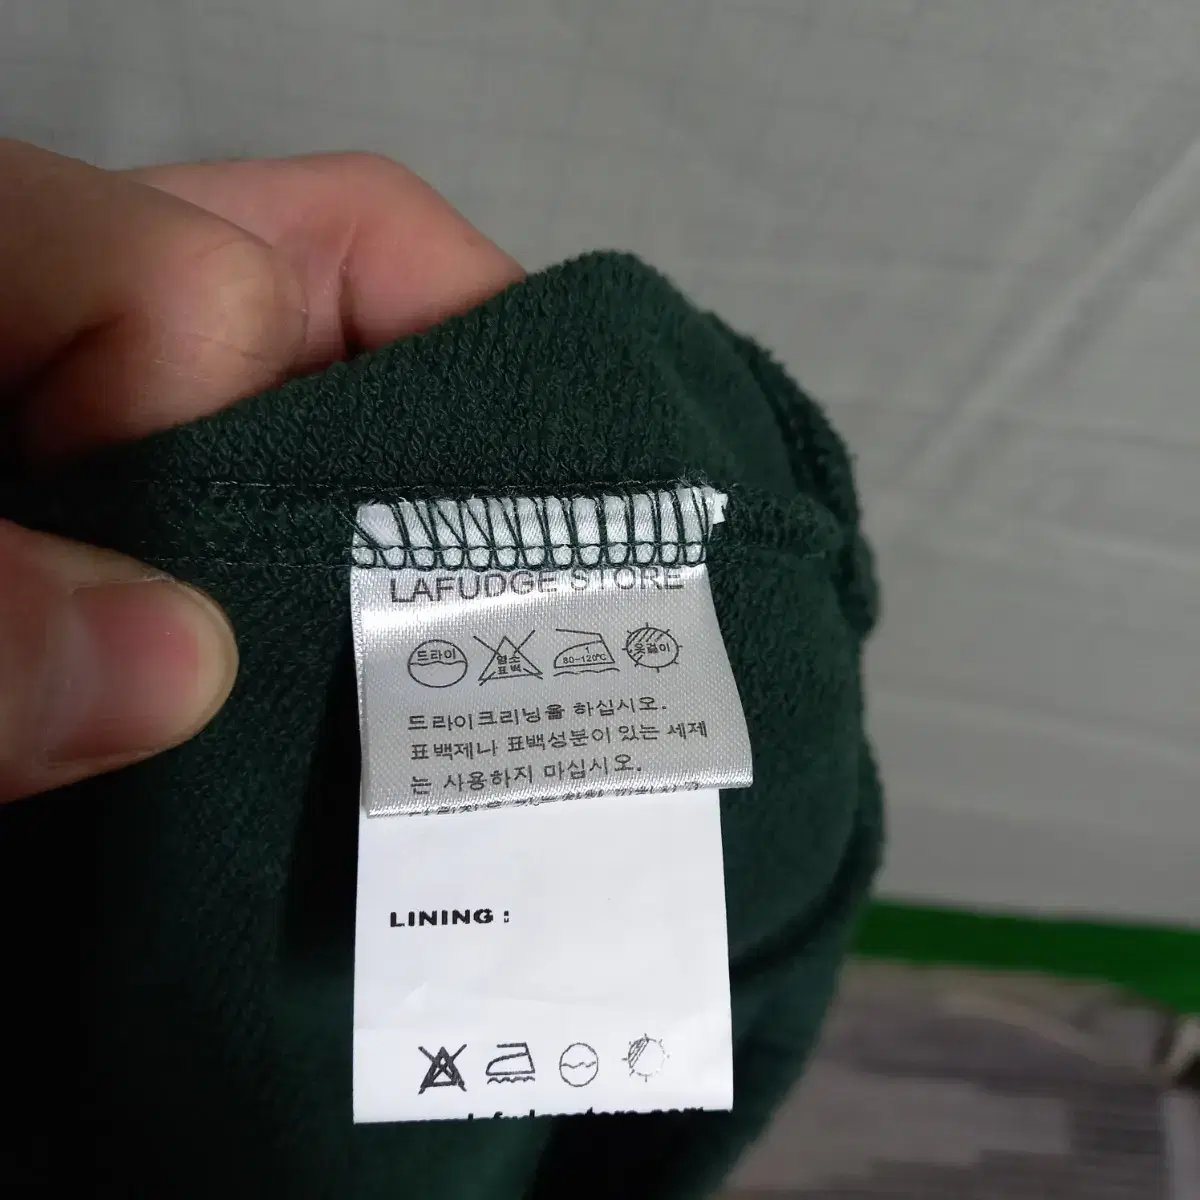 LAFUDGE STORE
드라이 염소 표백 1 80-120℃ 옷걸이
드라이크리닝을 하십시오.
표백제나 표백성분이 있는 세제
는 사용하지 마십시오.
LINING :